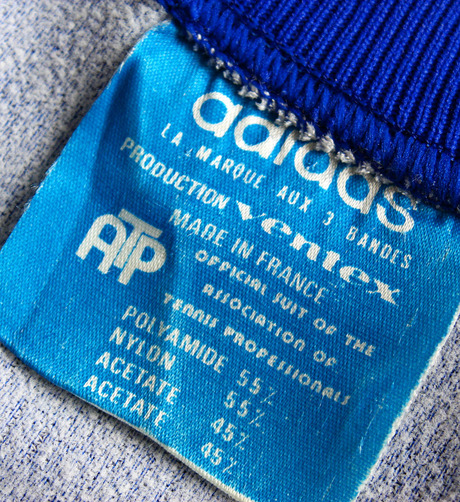 adidas
LA MARQUE AUX 3 BANDES
PRODUCTION ventex
MADE IN FRANCE
ATP
OFFICIAL SUIT OF THE
ASSOCIATION OF
TENNIS PROFESSIONALS
POLYAMIDE 55%
NYLON 55%
ACETATE 45%
ACETATE 45%